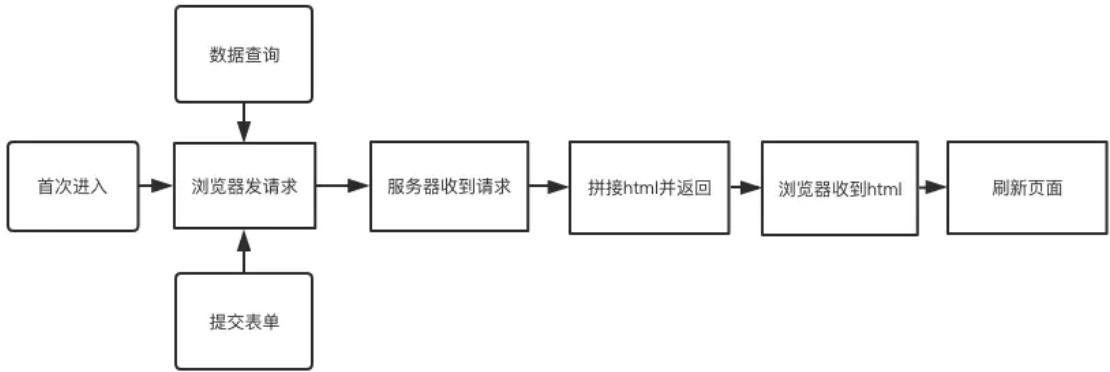 数据查询
首次进入
浏览器发请求
服务器收到请求
拼接html并返回
浏览器收到html
刷新页面
提交表单